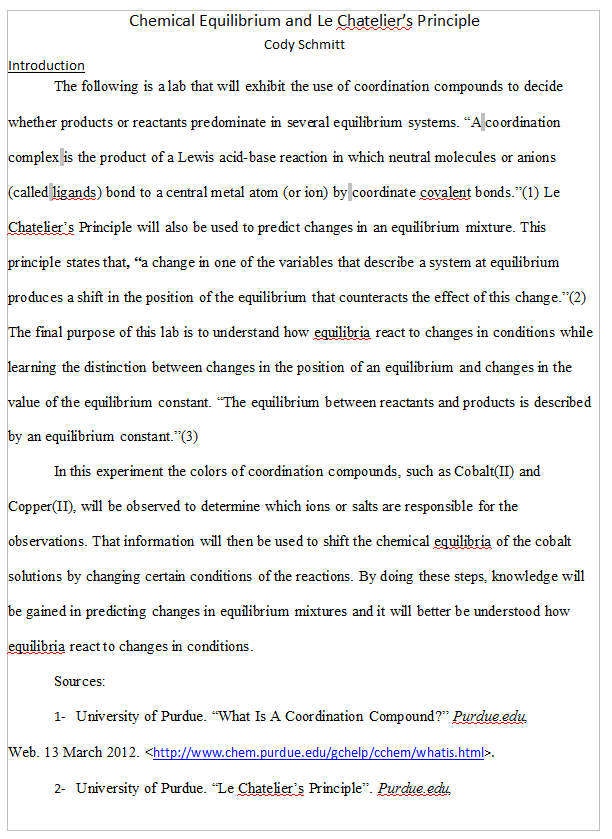 Chemical Equilibrium and Le Chatelier’s Principle
Cody Schmitt
Introduction
The following is a lab that will exhibit the use of coordination compounds to decide
whether products or reactants predominate in several equilibrium systems. “A coordination
complex is the product of a Lewis acid-base reaction in which neutral molecules or anions
(called ligands) bond to a central metal atom (or ion) by coordinate covalent bonds.”(1) Le
Chatelier’s Principle will also be used to predict changes in an equilibrium mixture. This
principle states that, “a change in one of the variables that describe a system at equilibrium
produces a shift in the position of the equilibrium that counteracts the effect of this change.”(2)
The final purpose of this lab is to understand how equilibria react to changes in conditions while
learning the distinction between changes in the position of an equilibrium and changes in the
value of the equilibrium constant. “The equilibrium between reactants and products is described
by an equilibrium constant.”(3)
In this experiment the colors of coordination compounds, such as Cobalt(II) and
Copper(II), will be observed to determine which ions or salts are responsible for the
observations. That information will then be used to shift the chemical equilibria of the cobalt
solutions by changing certain conditions of the reactions. By doing these steps, knowledge will
be gained in predicting changes in equilibrium mixtures and it will better be understood how
equilibria react to changes in conditions.
Sources:
1- University of Purdue. “What Is A Coordination Compound?” Purdue.edu,
Web. 13 March 2012. <http://www.chem.purdue.edu/gchelp/cchem/whatis.html>.
2- University of Purdue. “Le Chatelier’s Principle”. Purdue.edu,